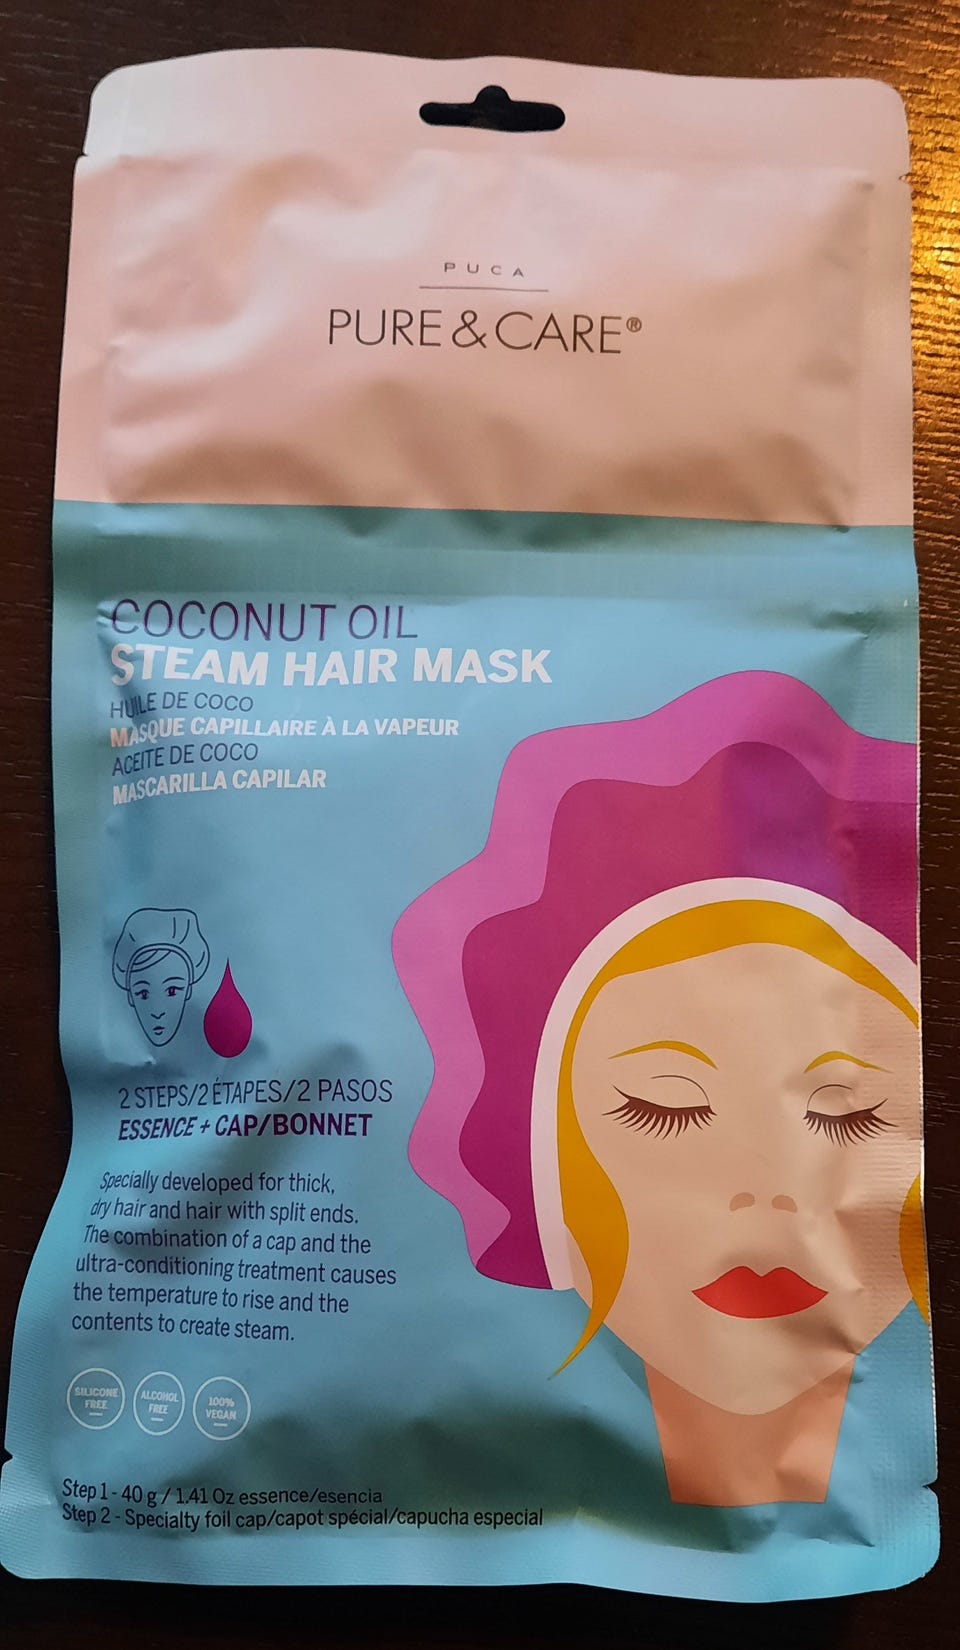 PUCA
PURE & CARE®
COCONUT OIL
STEAM HAIR MASK
HUILE DE COCO
MASQUE CAPILLAIRE À LA VAPEUR
ACEITE DE COCO
MASCARILLA CAPILAR
2 STEPS/2 ÉTAPES/2 PASOS
ESSENCE + CAP/BONNET
Specially developed for thick,
dry hair and hair with split ends.
The combination of a cap and the
ultra-conditioning treatment causes
the temperature to rise and the
contents to create steam.
SILICONE
FREE
ALCOHOL
FREE
100%
VEGAN
Step 1 - 40 g / 1.41 Oz essence/esencia
Step 2 - Specialty foil cap/capot spécial/capucha especial